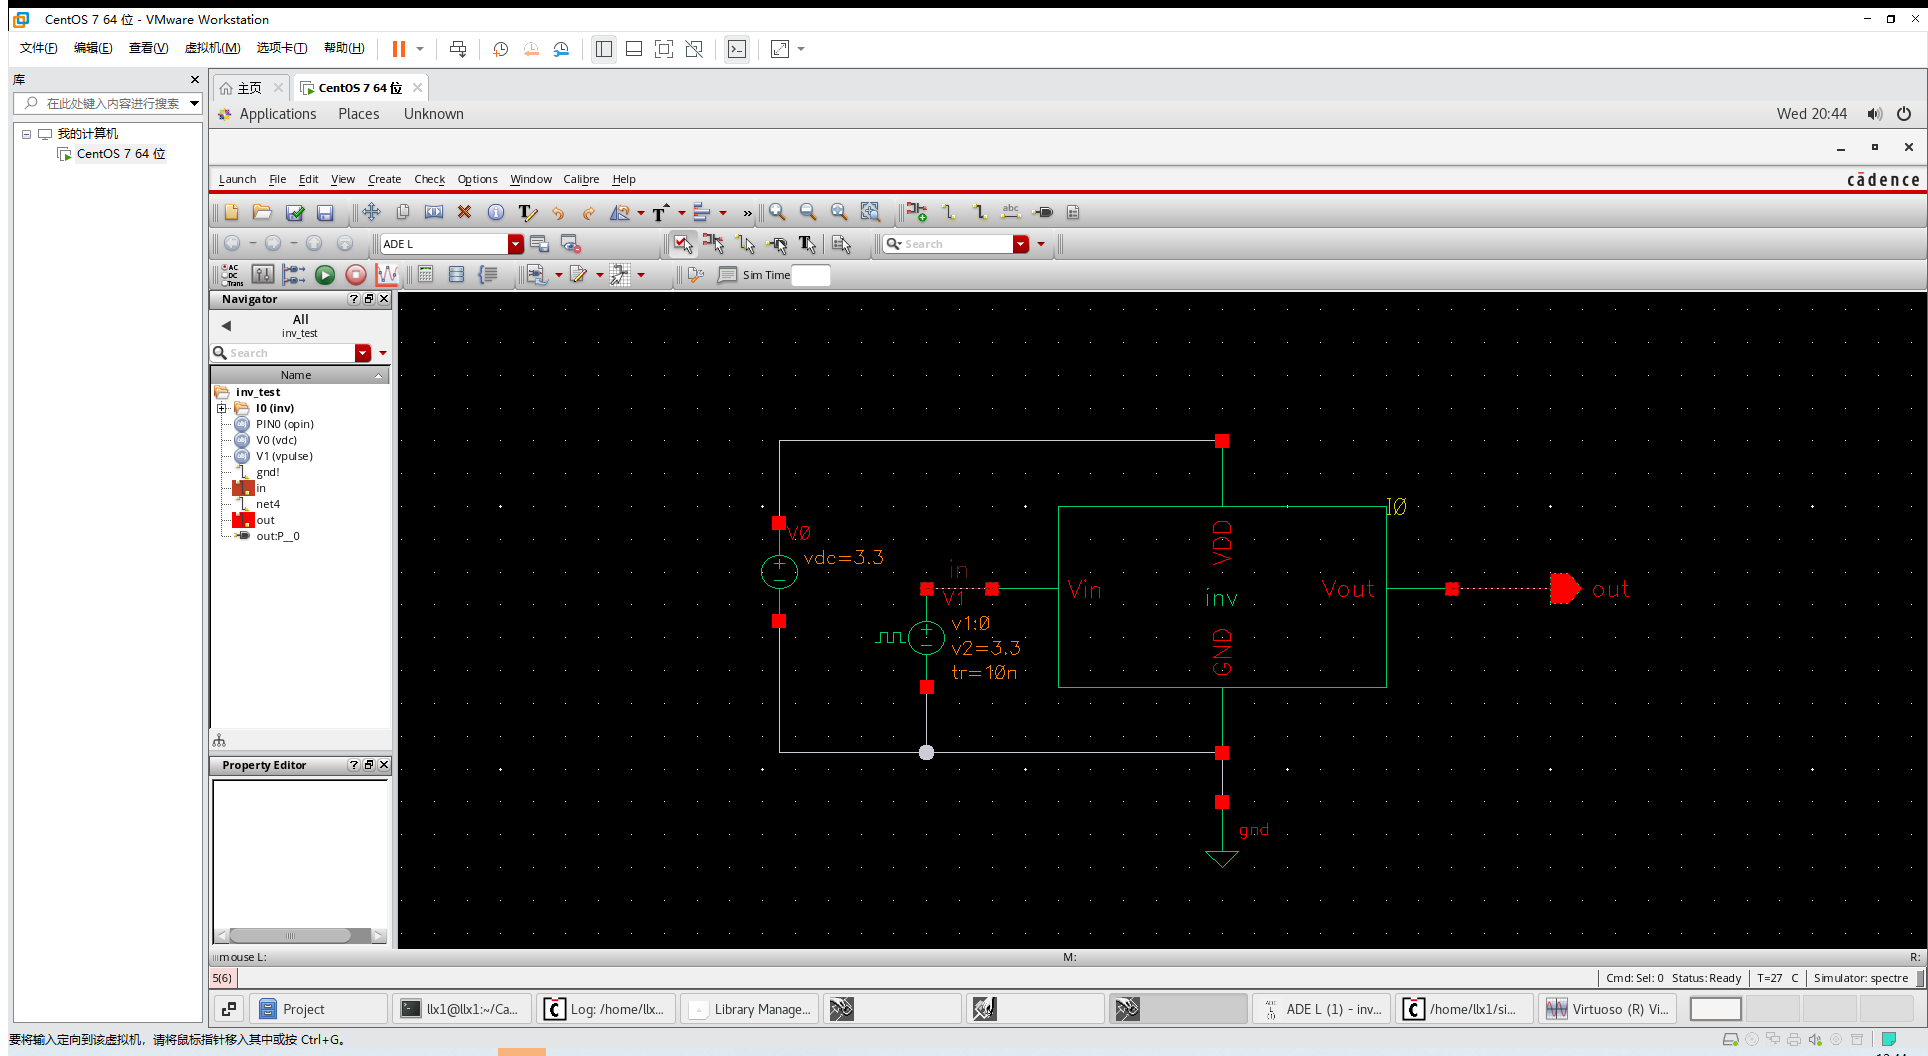 CentOS 7 64 位 - VMware Workstation
文件(F) 编辑(E) 查看(V) 虚拟机(M) 选项卡(T) 帮助(H)
库
在此处键入内容进行搜索
我的计算机
CentOS 7 64 位
主页
CentOS 7 64 位
Applications Places Unknown
Wed 20:44
Launch File Edit View Create Check Options Window Calibre Help
cādence
T T » abc
ADE L
Search
AC
DC
Trans
Sim Time
Navigator
All
inv_test
Search
Name
inv_test
I0 (inv)
PIN0 (opin)
V0 (vdc)
V1 (vpulse)
gnd!
in
net4
out
out:P__0
Property Editor
V0
vdc=3.3
in
V1
v1:0
v2=3.3
tr=10n
I0
VDD
Vin
inv
Vout
GND
out
gnd
mouse L: M: R:
5(6)
Cmd: Sel: 0 Status: Ready T=27 C Simulator: spectre
Project
llx1@llx1:~/Ca...
Log: /home/llx...
Library Manage...
ADE L (1) - inv...
/home/llx1/si...
Virtuoso (R) Vi...
要将输入定向到该虚拟机，请将鼠标指针移入其中或按 Ctrl+G。